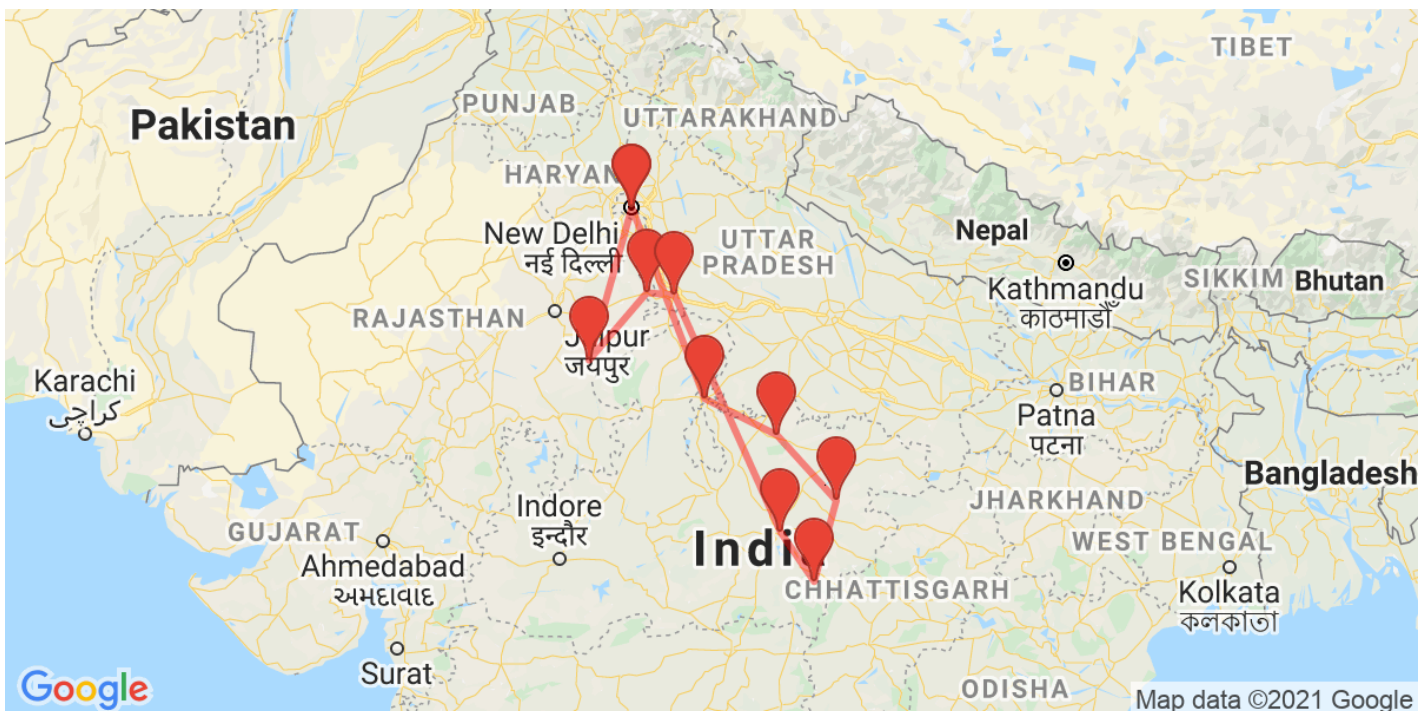 TIBET
PUNJAB
Pakistan
UTTARAKHAND
HARYAN
New Delhi
नई दिल्ली
UTTAR
PRADESH
Nepal
Kathmandu
काठमाडौँ
SIKKIM
Bhutan
RAJASTHAN
Jaipur
जयपुर
Karachi
کراچی
BIHAR
Patna
पटना
Bangladesh
JHARKHAND
Indore
इन्दौर
GUJARAT
Ahmedabad
અમદાવાદ
India
WEST BENGAL
CHHATTISGARH
Kolkata
কলকাতা
Surat
ODISHA
Google
Map data ©2021 Google